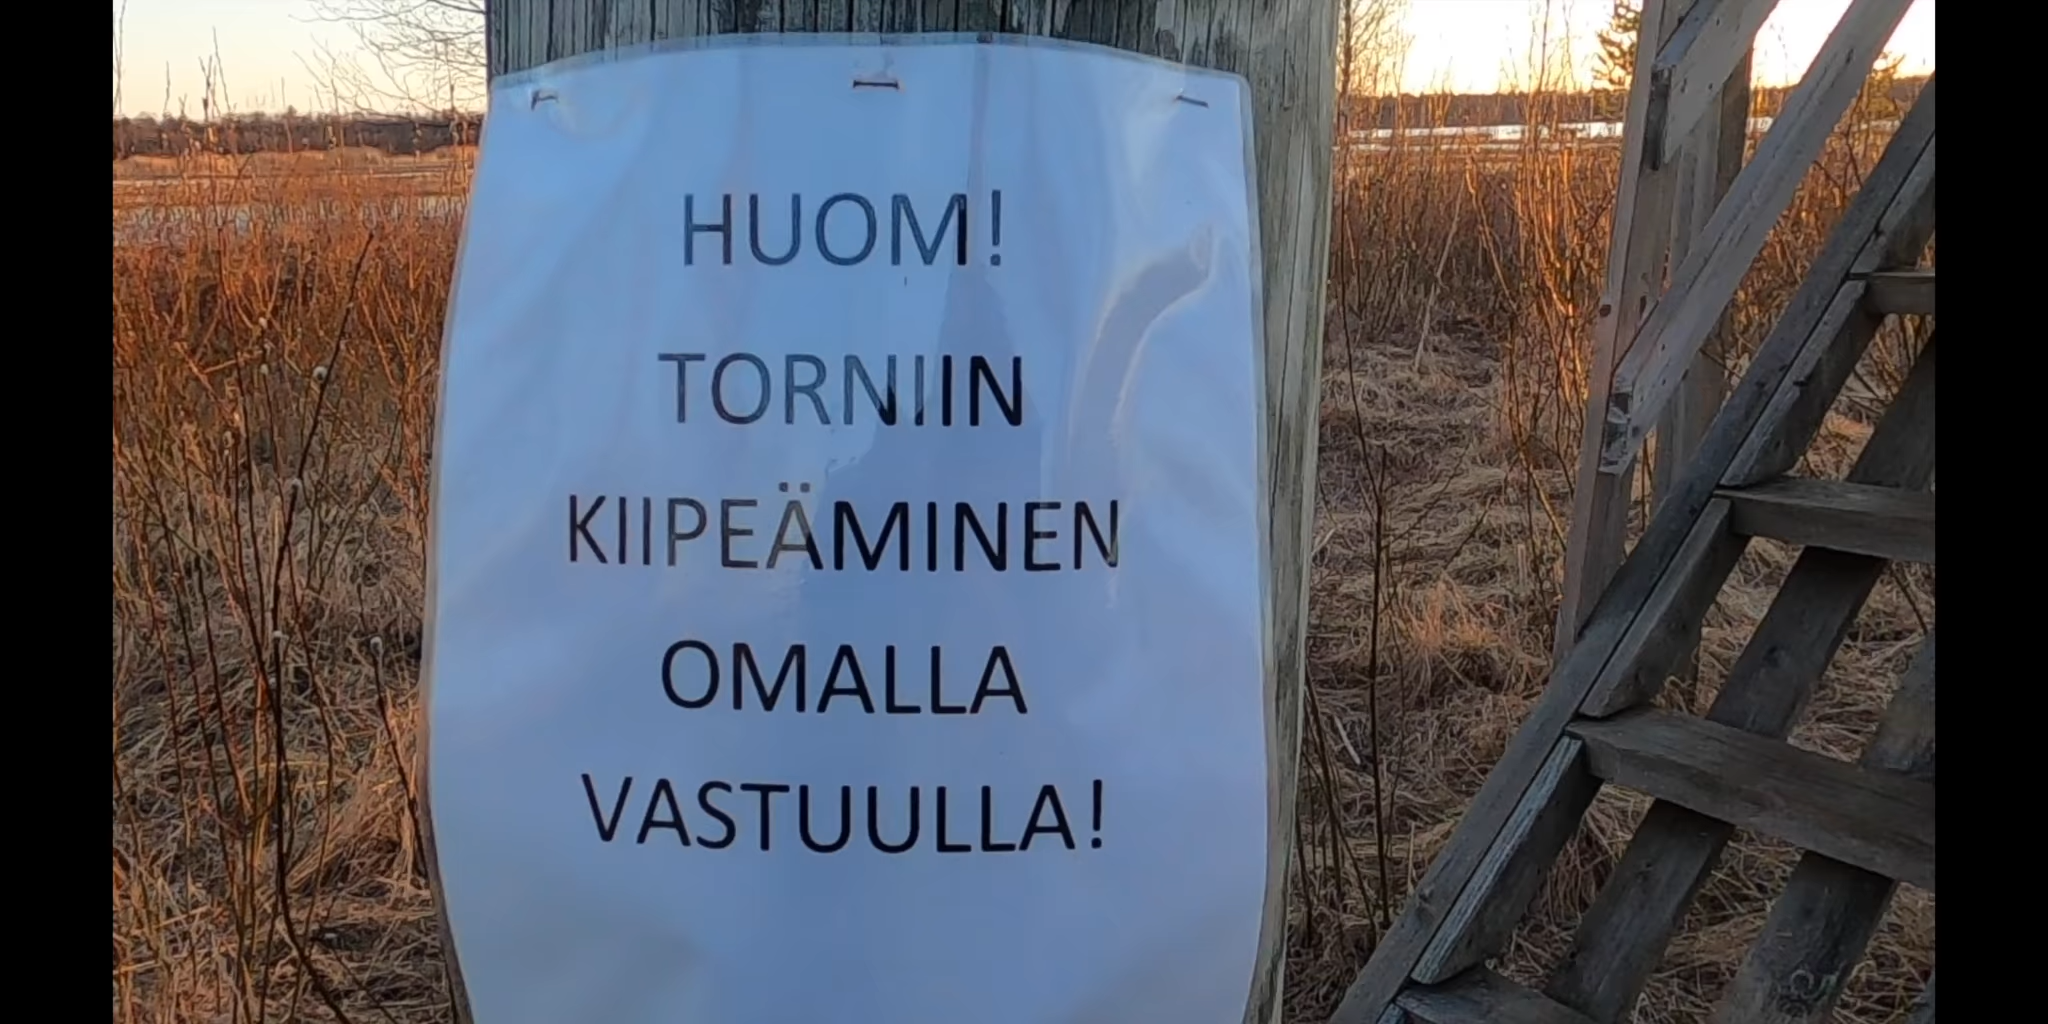 HUOM!
TORNIIN
KIIPEÄMINEN
OMALLA
VASTUULLA!